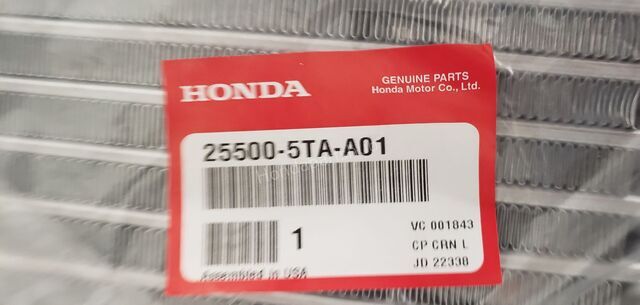 HONDA
GENUINE PARTS
Honda Motor Co., Ltd.
25500-5TA-A01
1
VC 001843
CP CRN L
JD 22338
Assembled in USA